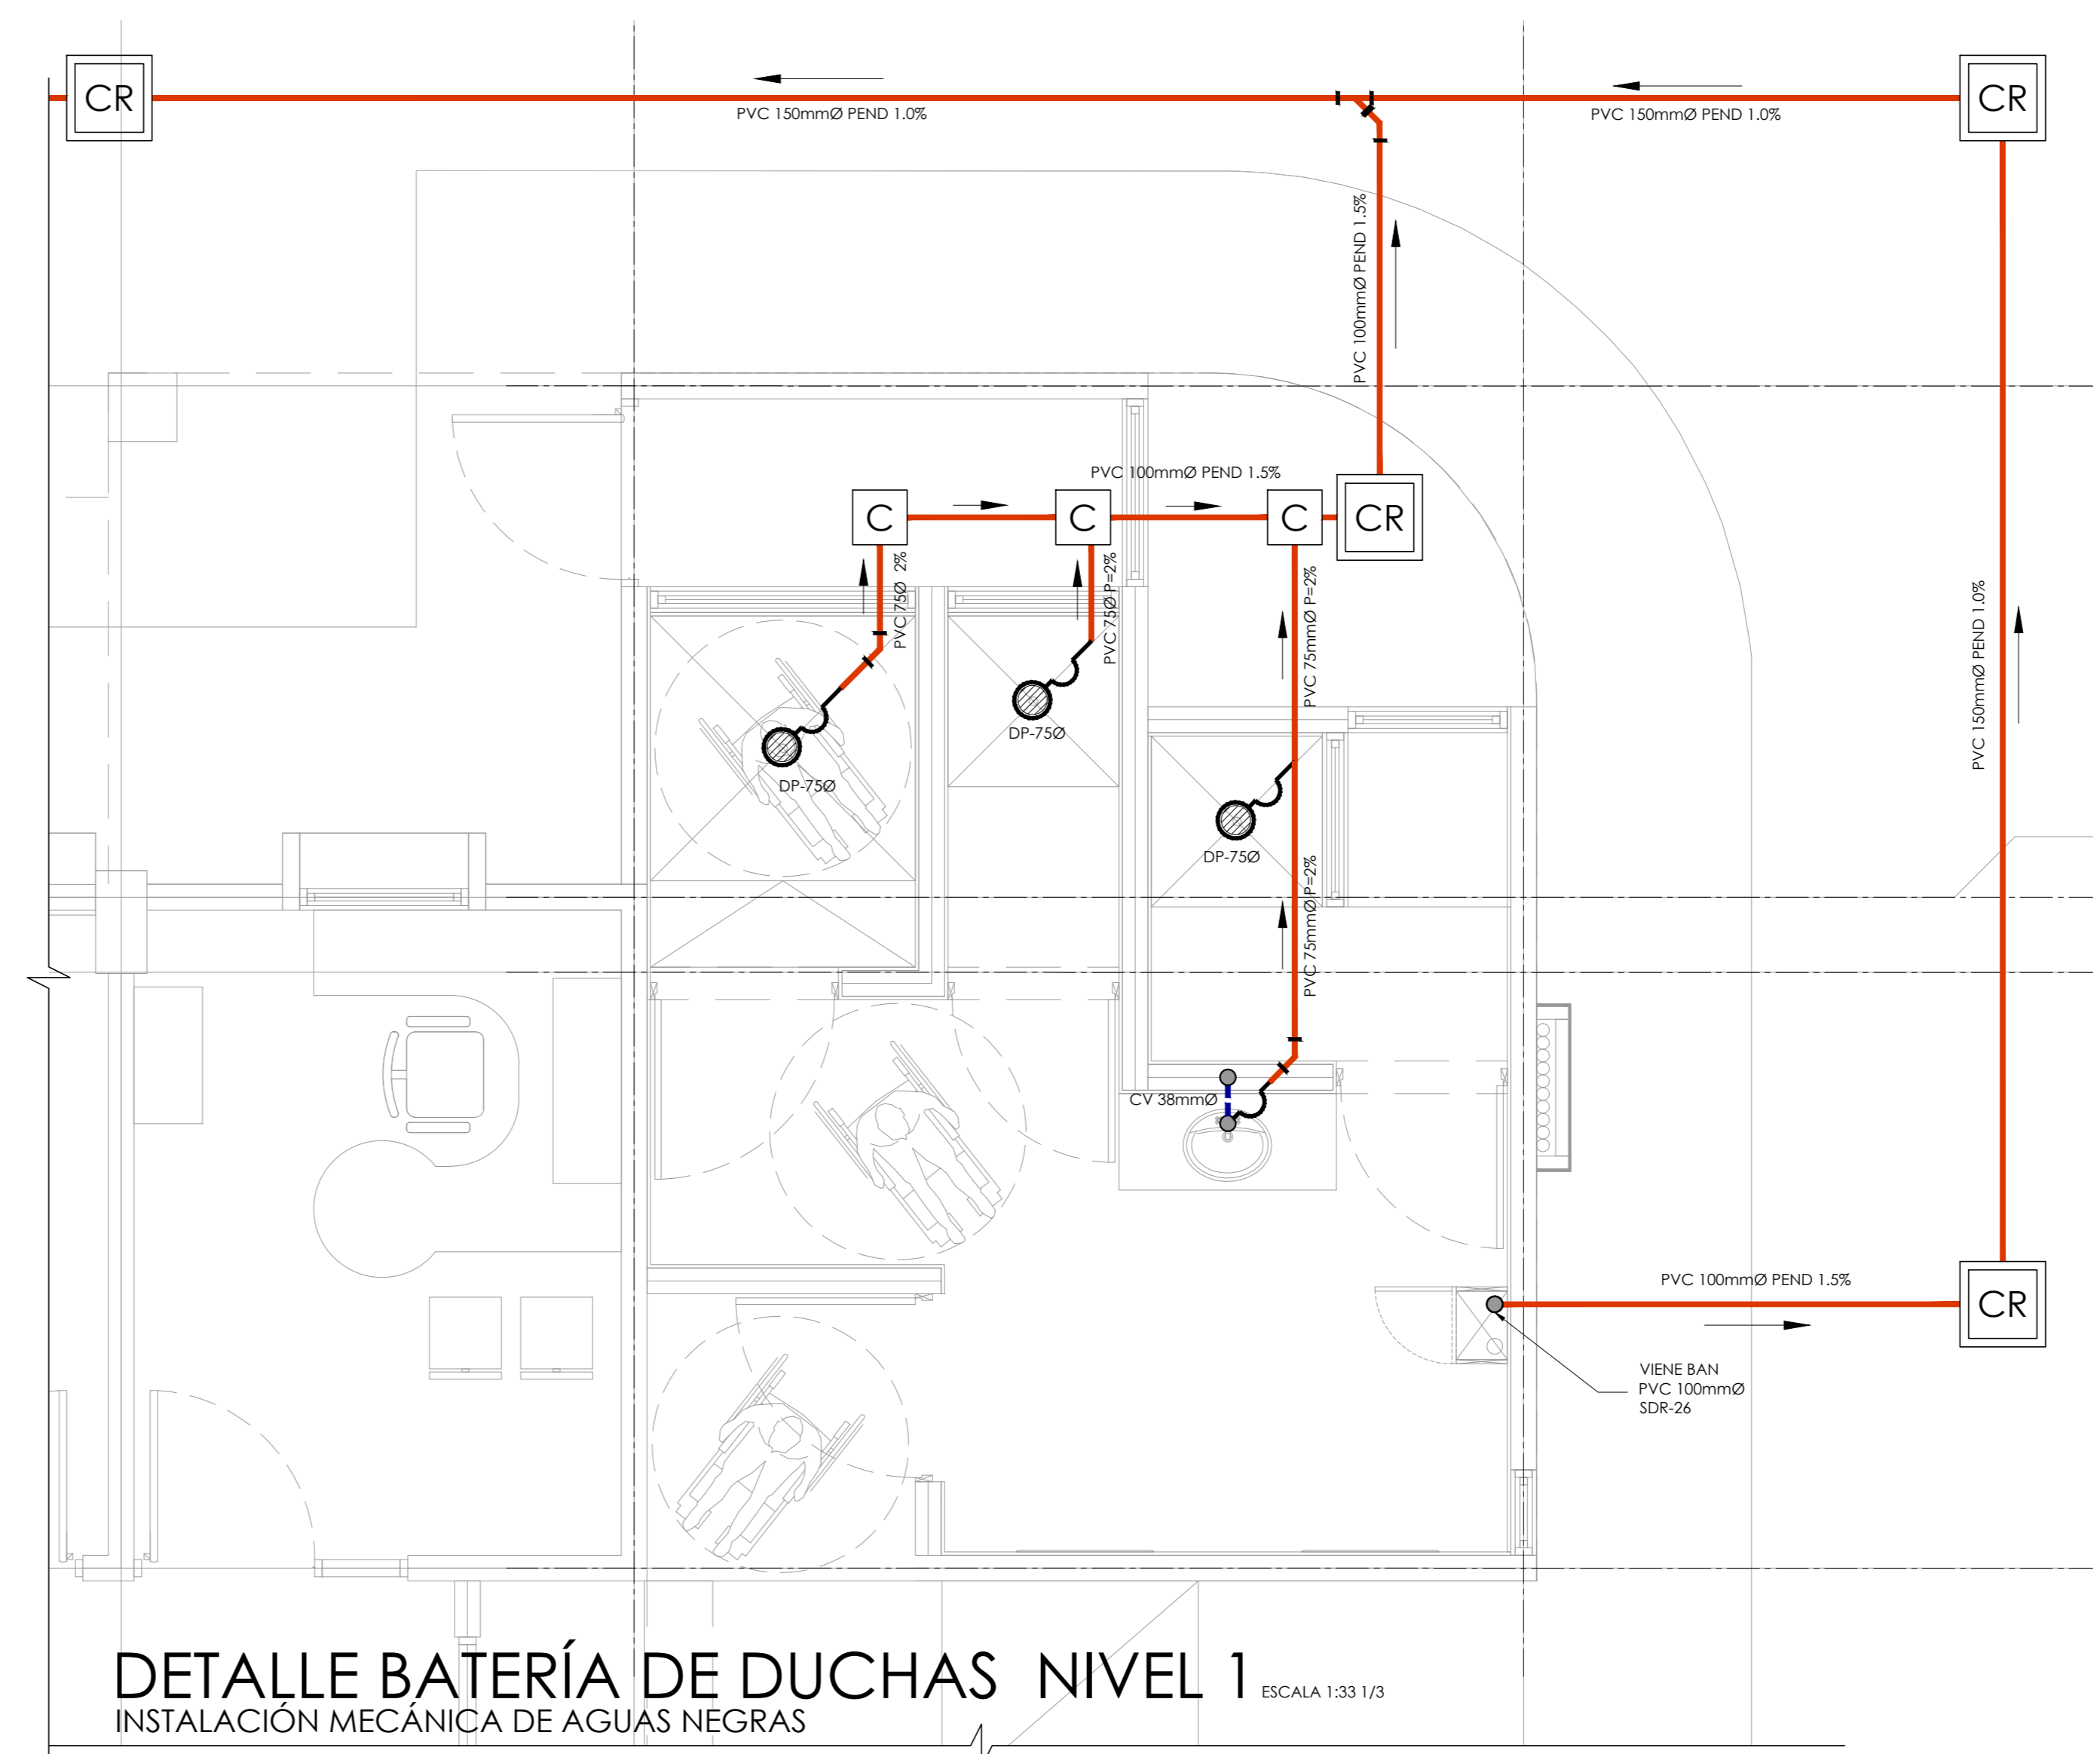 CR
CR
PVC 150mmØ PEND 1.0%
PVC 150mmØ PEND 1.0%
PVC 100mmØ PEND 1.5%
PVC 100mmØ PEND 1.5%
C
C
C
CR
PVC 75Ø 2%
PVC 75Ø P=2%
PVC 75mmØ P=2%
PVC 150mmØ PEND 1.0%
DP-75Ø
DP-75Ø
DP-75Ø
PVC 75mmØ P=2%
CV 38mmØ
PVC 100mmØ PEND 1.5%
CR
VIENE BAN
PVC 100mmØ
SDR-26
DETALLE BATERÍA DE DUCHAS NIVEL 1 ESCALA 1:33 1/3
INSTALACIÓN MECÁNICA DE AGUAS NEGRAS